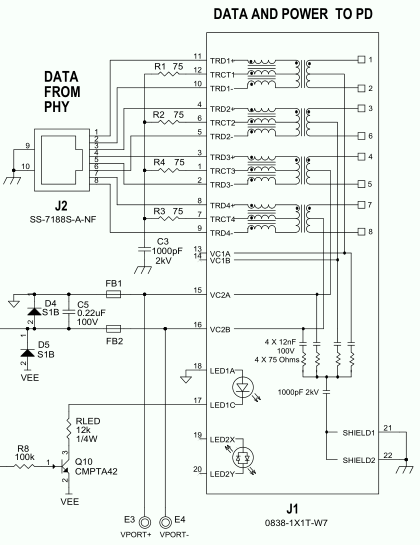 DATA AND POWER TO PD
DATA
FROM
PHY
R1 75
R2 75
R4 75
R3 75
11 TRD1+ 1
12 TRCT1
10 TRD1- 2
4 TRD2+ 3
6 TRCT2
5 TRD2- 6
3 TRD3+ 4
1 TRCT3
2 TRD3- 5
8 TRD4+ 7
7 TRCT4
9 TRD4- 8
1
2
3
4
5
6
7
8
9
10
J2
SS-7188S-A-NF
C3
1000pF
2kV
13 VC1A
14 VC1B
FB1
15 VC2A
D4
S1B
1
2
C5
0.22uF
100V
FB2
16 VC2B
D5
S1B
1
2
VEE
4 X 12nF
100V
4 X 75 Ohms
18 LED1A
1000pF 2kV
17 LED1C
RLED
12k
1/4W
19 LED2X
SHIELD1 21
R8
100k
1
3
2
Q10
CMPTA42
20 LED2Y
SHIELD2 22
VEE
E3
VPORT+
E4
VPORT-
J1
0838-1X1T-W7